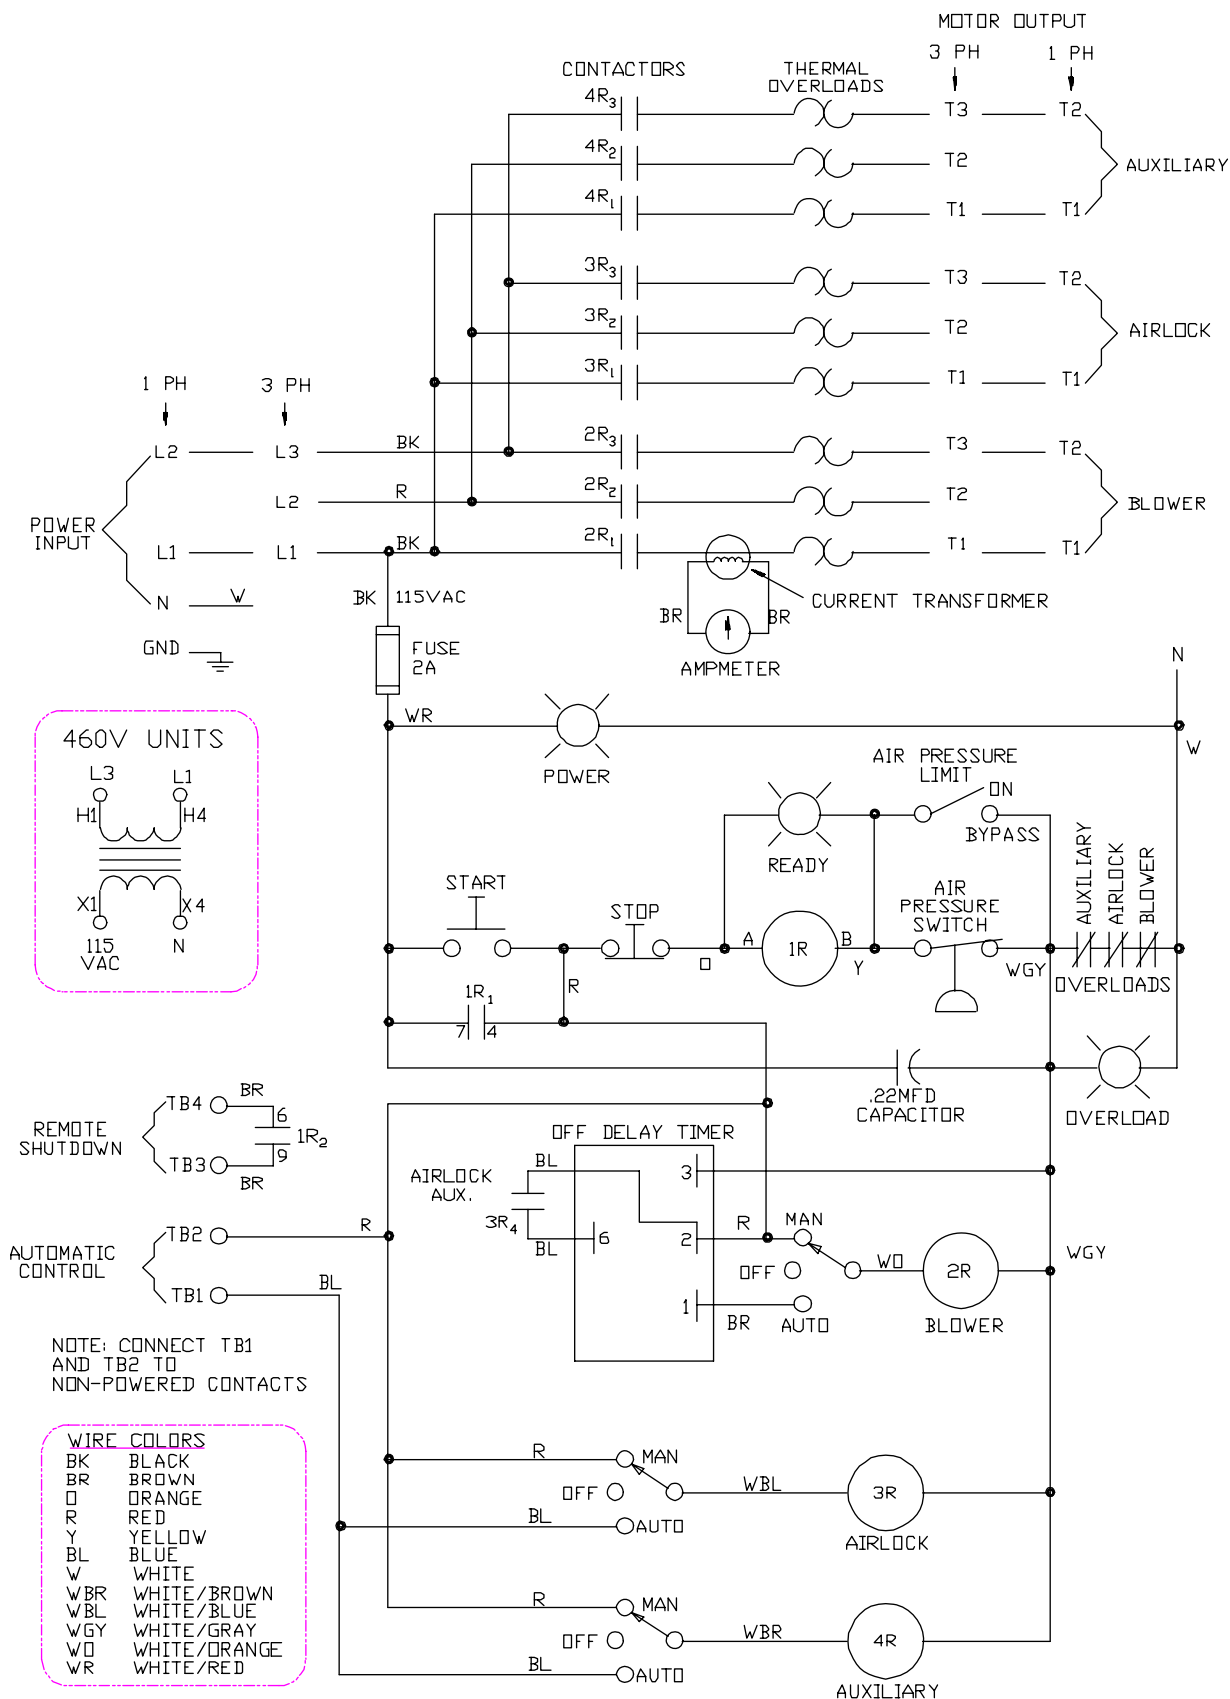 MOTOR OUTPUT
3 PH
1 PH
CONTACTORS
THERMAL
OVERLOADS
4R3
T3
T2
4R2
T2
AUXILIARY
4R1
T1
T1
3R3
T3
T2
3R2
T2
AIRLOCK
3R1
T1
T1
1 PH
3 PH
L2
L3
BK
2R3
T3
T2
L2
R
2R2
T2
BLOWER
POWER
INPUT
L1
L1
BK
2R1
T1
T1
N
W
BK
115VAC
BR
BR
CURRENT TRANSFORMER
GND
FUSE
2A
AMPMETER
N
WR
W
POWER
460V UNITS
L3
L1
H1
H4
X1
X4
115
VAC
N
AIR PRESSURE
LIMIT
ON
BYPASS
READY
START
STOP
A
1R
B
O
Y
AIR
PRESSURE
SWITCH
WGY
AUXILIARY
AIRLOCK
BLOWER
OVERLOADS
R
1R1
7
4
.22MFD
CAPACITOR
OVERLOAD
REMOTE
SHUTDOWN
TB4
BR
6
1R2
9
TB3
BR
OFF DELAY TIMER
AIRLOCK
AUX.
BL
3R4
BL
6
3
2
1
R
MAN
OFF
WO
2R
BLOWER
BR
AUTO
WGY
AUTOMATIC
CONTROL
TB2
R
TB1
BL
NOTE: CONNECT TB1
AND TB2 TO
NON-POWERED CONTACTS
WIRE COLORS
BK BLACK
BR BROWN
O ORANGE
R RED
Y YELLOW
BL BLUE
W WHITE
WBR WHITE/BROWN
WBL WHITE/BLUE
WGY WHITE/GRAY
WO WHITE/ORANGE
WR WHITE/RED
R
MAN
OFF
WBL
3R
BL
AUTO
AIRLOCK
R
MAN
OFF
WBR
4R
BL
AUTO
AUXILIARY